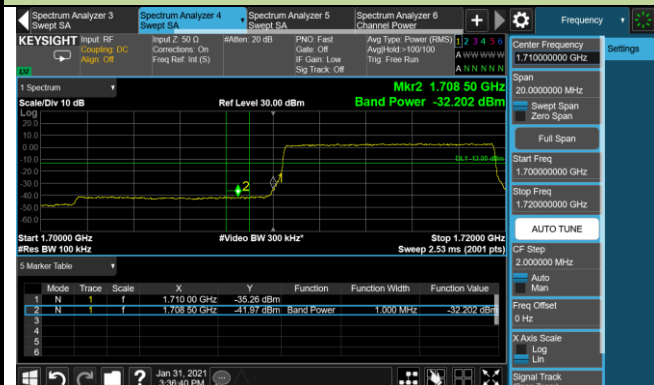 Spectrum Analyzer 3
Swept SA
Spectrum Analyzer 4
Swept SA
Spectrum Analyzer 5
Swept SA
Spectrum Analyzer 6
Channel Power
+
Frequency
KEYSIGHT
Input: RF
Coupling: DC
Align: Off
Input Z: 50 Ω
Corrections: On
Freq Ref: Int (S)
#Atten: 20 dB
PNO: Fast
Gate: Off
IF Gain: Low
Sig Track: Off
Avg Type: Power (RMS)
Avg|Hold:>100/100
Trig: Free Run
1 2 3 4 5 6
A W W W W W
A N N N N N
1 Spectrum
Scale/Div 10 dB
Ref Level 30.00 dBm
Mkr2 1.708 50 GHz
Band Power -32.202 dBm
Log
20.0
10.0
0.00
-10.0
-20.0
-30.0
-40.0
-50.0
-60.0
DL1 -13.00 dBm
2
Start 1.70000 GHz
#Video BW 300 kHz*
Stop 1.72000 GHz
#Res BW 100 kHz
Sweep 2.53 ms (2001 pts)
5 Marker Table
Mode Trace Scale X Y Function Function Width Function Value
1 N 1 f 1.710 00 GHz -35.26 dBm
2 N 1 f 1.708 50 GHz -41.97 dBm Band Power 1.000 MHz -32.202 dBm
3
4
5
6
Jan 31, 2021
3:36:40 PM
?
Center Frequency
1.710000000 GHz
Settings
Span
20.0000000 MHz
Swept Span
Zero Span
Full Span
Start Freq
1.700000000 GHz
Stop Freq
1.720000000 GHz
AUTO TUNE
CF Step
2.000000 MHz
Auto
Man
Freq Offset
0 Hz
X Axis Scale
Log
Lin
Signal Track